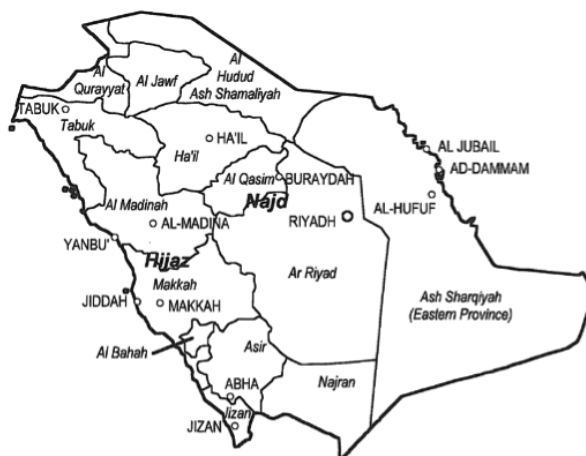 Al
Hudud
Ash Shamaliyah
Al
Qurayyat
Al Jawf
TABUK
Tabuk
HA'IL
Ha'il
AL JUBAIL
AD-DAMMAM
Al Qasim
BURAYDAH
AL-HUFUF
Al Madinah
Najd
AL-MADINA
RIYADH
YANBU'
Hijaz
Makkah
Ar Riyad
JIDDAH
MAKKAH
Ash Sharqiyah
(Eastern Province)
Al Bahah
Asir
Najran
ABHA
Jizan
JIZAN